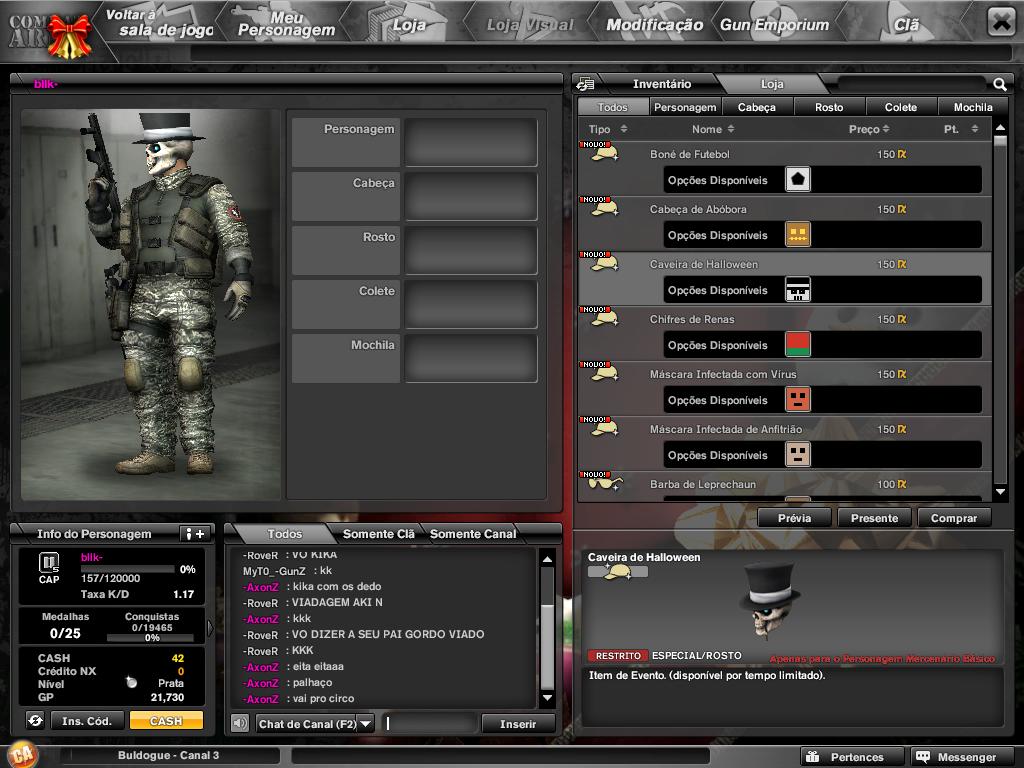 COM
AR
Voltar à
sala de jogo
Meu
Personagem
Loja
Loja Visual
Modificação
Gun Emporium
Clã
blik-
Personagem
Cabeça
Rosto
Colete
Mochila
Inventário
Loja
Todos
Personagem
Cabeça
Rosto
Colete
Mochila
Tipo
Nome
Preço
Pt.
NOVO!
Boné de Futebol
150
Opções Disponíveis
NOVO!
Cabeça de Abóbora
150
Opções Disponíveis
NOVO!
Caveira de Halloween
150
Opções Disponíveis
NOVO!
Chifres de Renas
150
Opções Disponíveis
NOVO!
Máscara Infectada com Vírus
150
Opções Disponíveis
NOVO!
Máscara Infectada de Anfitrião
150
Opções Disponíveis
NOVO!
Barba de Leprechaun
100
Prévia
Presente
Comprar
Info do Personagem
i +
CAP
blik-
0%
157/120000
Taxa K/D
1.17
Medalhas
0/25
Conquistas
0/19465
0%
CASH
42
Crédito NX
0
Nível
Prata
GP
21,730
Ins. Cód.
CASH
Todos
Somente Clã
Somente Canal
-RoveR : VO KIKA
MyT0_-GunZ : kk
-AxonZ : kika com os dedo
-RoveR : VIADAGEM AKI N
-AxonZ : kkk
-RoveR : VO DIZER A SEU PAI GORDO VIADO
-RoveR : KKK
-AxonZ : eita eitaaa
-AxonZ : palhaço
-AxonZ : vai pro circo
Chat de Canal (F2)
Inserir
Caveira de Halloween
RESTRITO
ESPECIAL/ROSTO
Apenas para o Personagem Mercenário Básico
Item de Evento. (disponível por tempo limitado).
CA
Buldogue - Canal 3
Pertences
Messenger